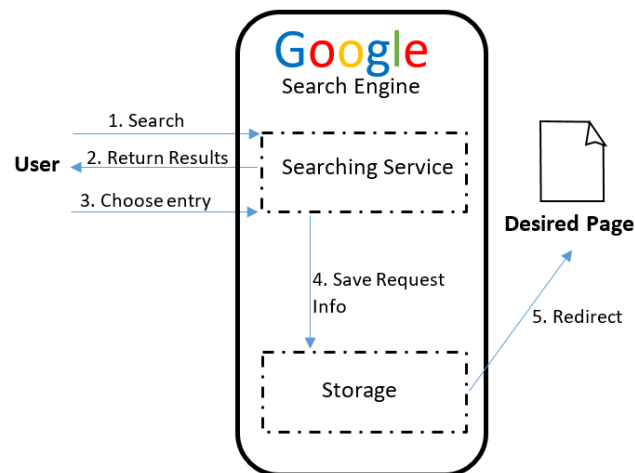 Google
Search Engine
1. Search
User
2. Return Results
3. Choose entry
Searching Service
Desired Page
4. Save Request
Info
5. Redirect
Storage